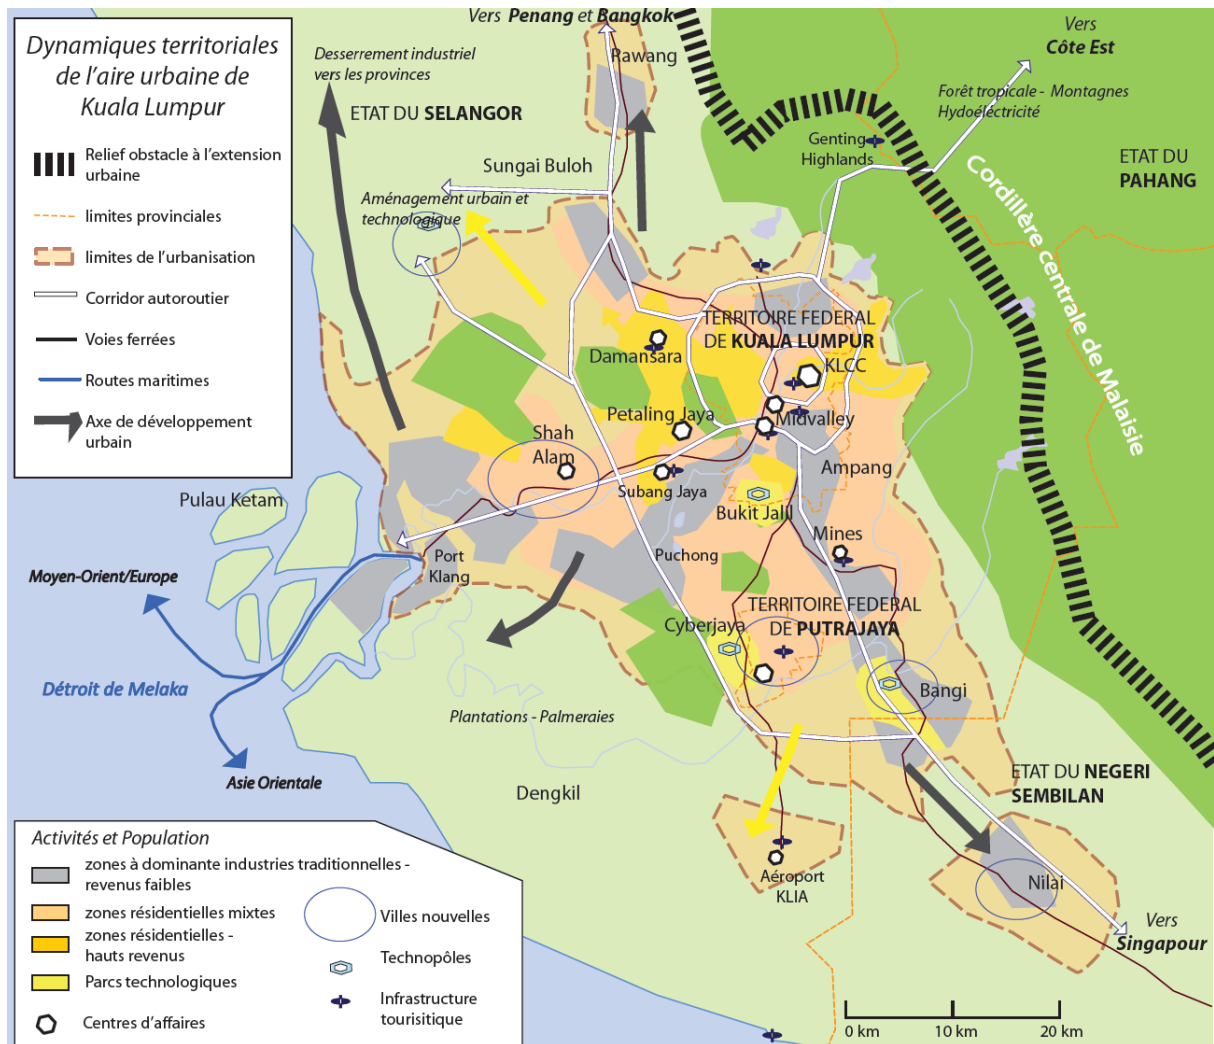 Dynamiques territoriales
de l'aire urbaine de
Kuala Lumpur
Relief obstacle à l'extension
urbaine
limites provinciales
limites de l'urbanisation
Corridor autoroutier
Voies ferrées
Routes maritimes
Axe de développement
urbain
Vers Penang et Bangkok
Rawang
Desserrement industriel
vers les provinces
ETAT DU SELANGOR
Sungai Buloh
Aménagement urbain et
technologique
Vers
Côte Est
Forêt tropicale - Montagnes
Hydoéléctricité
Genting
Highlands
ETAT DU
PAHANG
Cordillère centrale de Malaisie
TERRITOIRE FEDERAL
DE KUALA LUMPUR
KLCC
Damansara
Petaling Jaya
Midvalley
Shah
Alam
Ampang
Subang Jaya
Bukit Jalil
Pulau Ketam
Mines
Port
Klang
Puchong
Moyen-Orient/Europe
TERRITOIRE FEDERAL
DE PUTRAJAYA
Cyberjaya
Détroit de Melaka
Bangi
Plantations - Palmeraies
Asie Orientale
Dengkil
ETAT DU NEGERI
SEMBILAN
Aéroport
KLIA
Nilai
Vers
Singapour
Activités et Population
zones à dominante industries traditionnelles -
revenus faibles
zones résidentielles mixtes
zones résidentielles -
hauts revenus
Parcs technologiques
Centres d'affaires
Villes nouvelles
Technopôles
Infrastructure
tourisitique
0 km 10 km 20 km